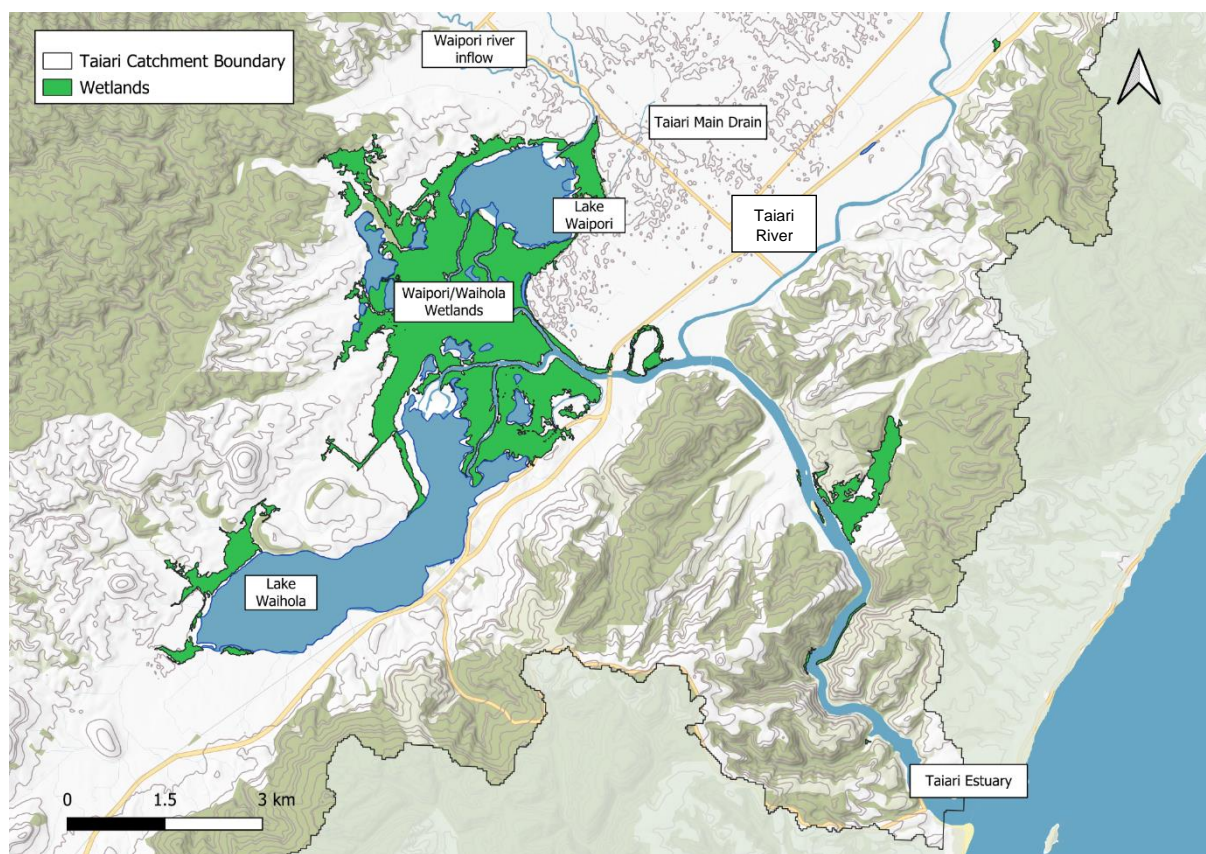 Taiari Catchment Boundary
Wetlands
Waipori river
inflow
Taiari Main Drain
Lake
Waipori
Taiari
River
Waipori/Waihola
Wetlands
Lake
Waihola
Taiari Estuary
0 1.5 3 km